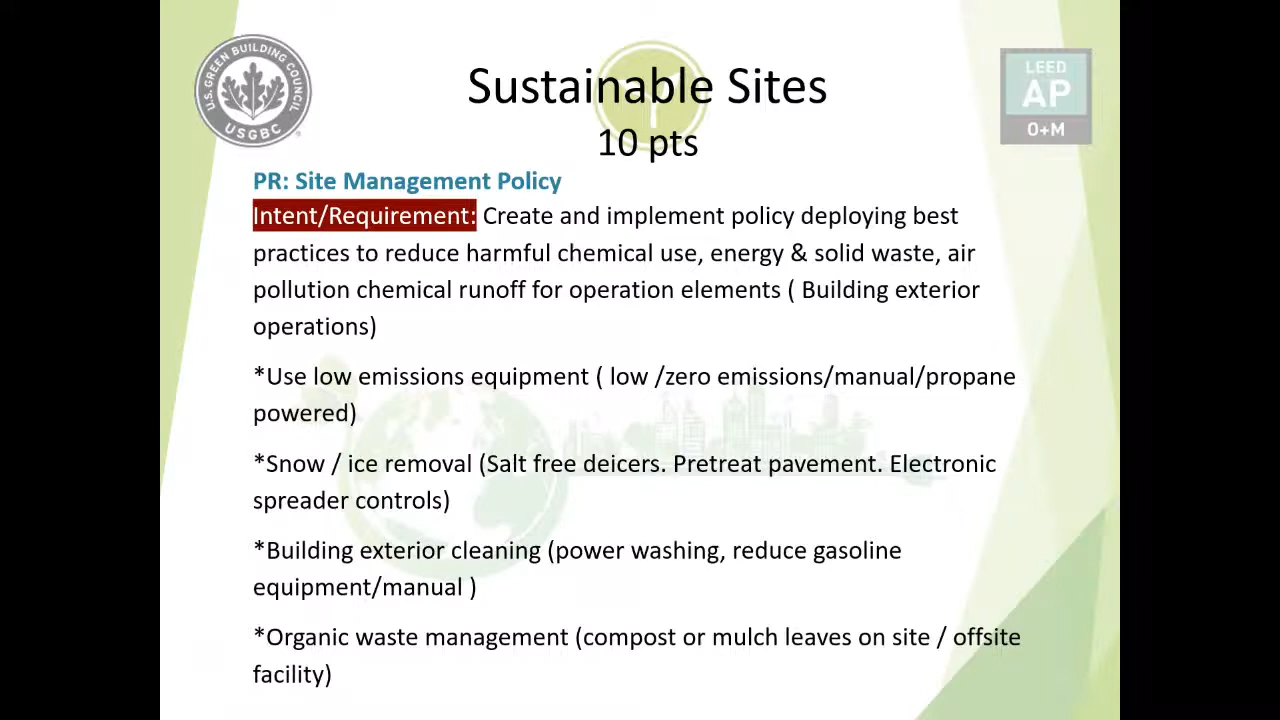 U.S. GREEN BUILDING COUNCIL
USGBC
LEED
AP
O+M
Sustainable Sites
10 pts
PR: Site Management Policy
Intent/Requirement: Create and implement policy deploying best
practices to reduce harmful chemical use, energy & solid waste, air
pollution chemical runoff for operation elements ( Building exterior
operations)
*Use low emissions equipment ( low /zero emissions/manual/propane
powered)
*Snow / ice removal (Salt free deicers. Pretreat pavement. Electronic
spreader controls)
*Building exterior cleaning (power washing, reduce gasoline
equipment/manual )
*Organic waste management (compost or mulch leaves on site / offsite
facility)